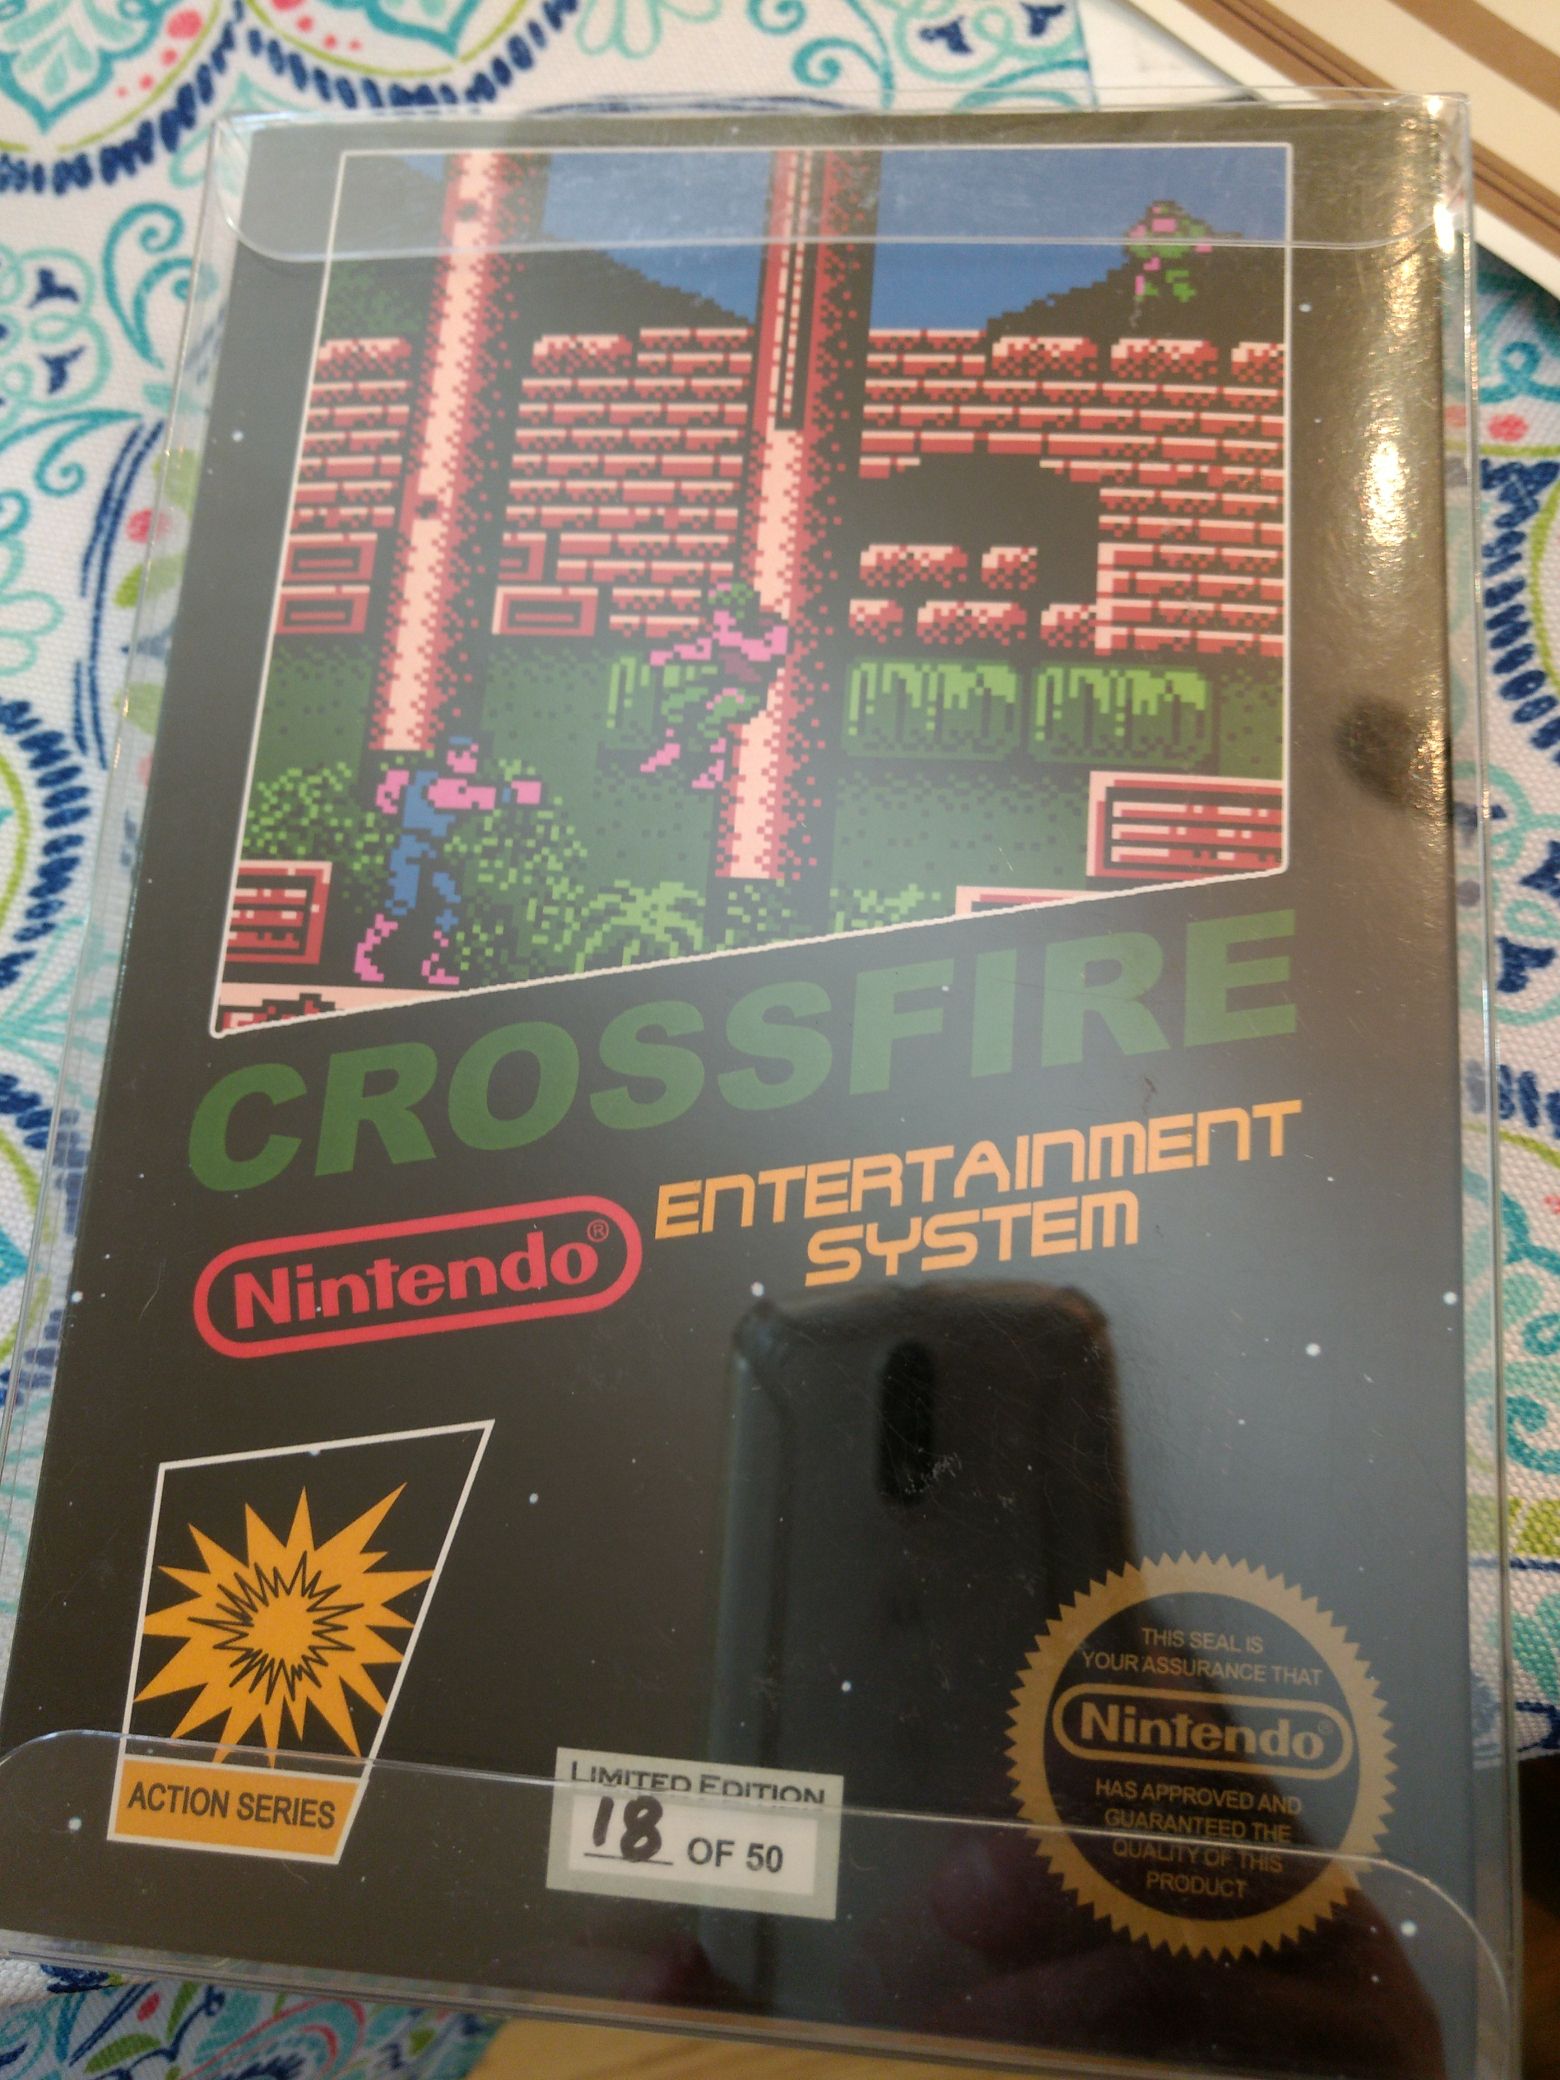 CROSSFIRE
Nintendo®
ENTERTAINMENT
SYSTEM
ACTION SERIES
LIMITED EDITION
18 OF 50
THIS SEAL IS
YOUR ASSURANCE THAT
Nintendo®
HAS APPROVED AND
GUARANTEED THE
QUALITY OF THIS
PRODUCT